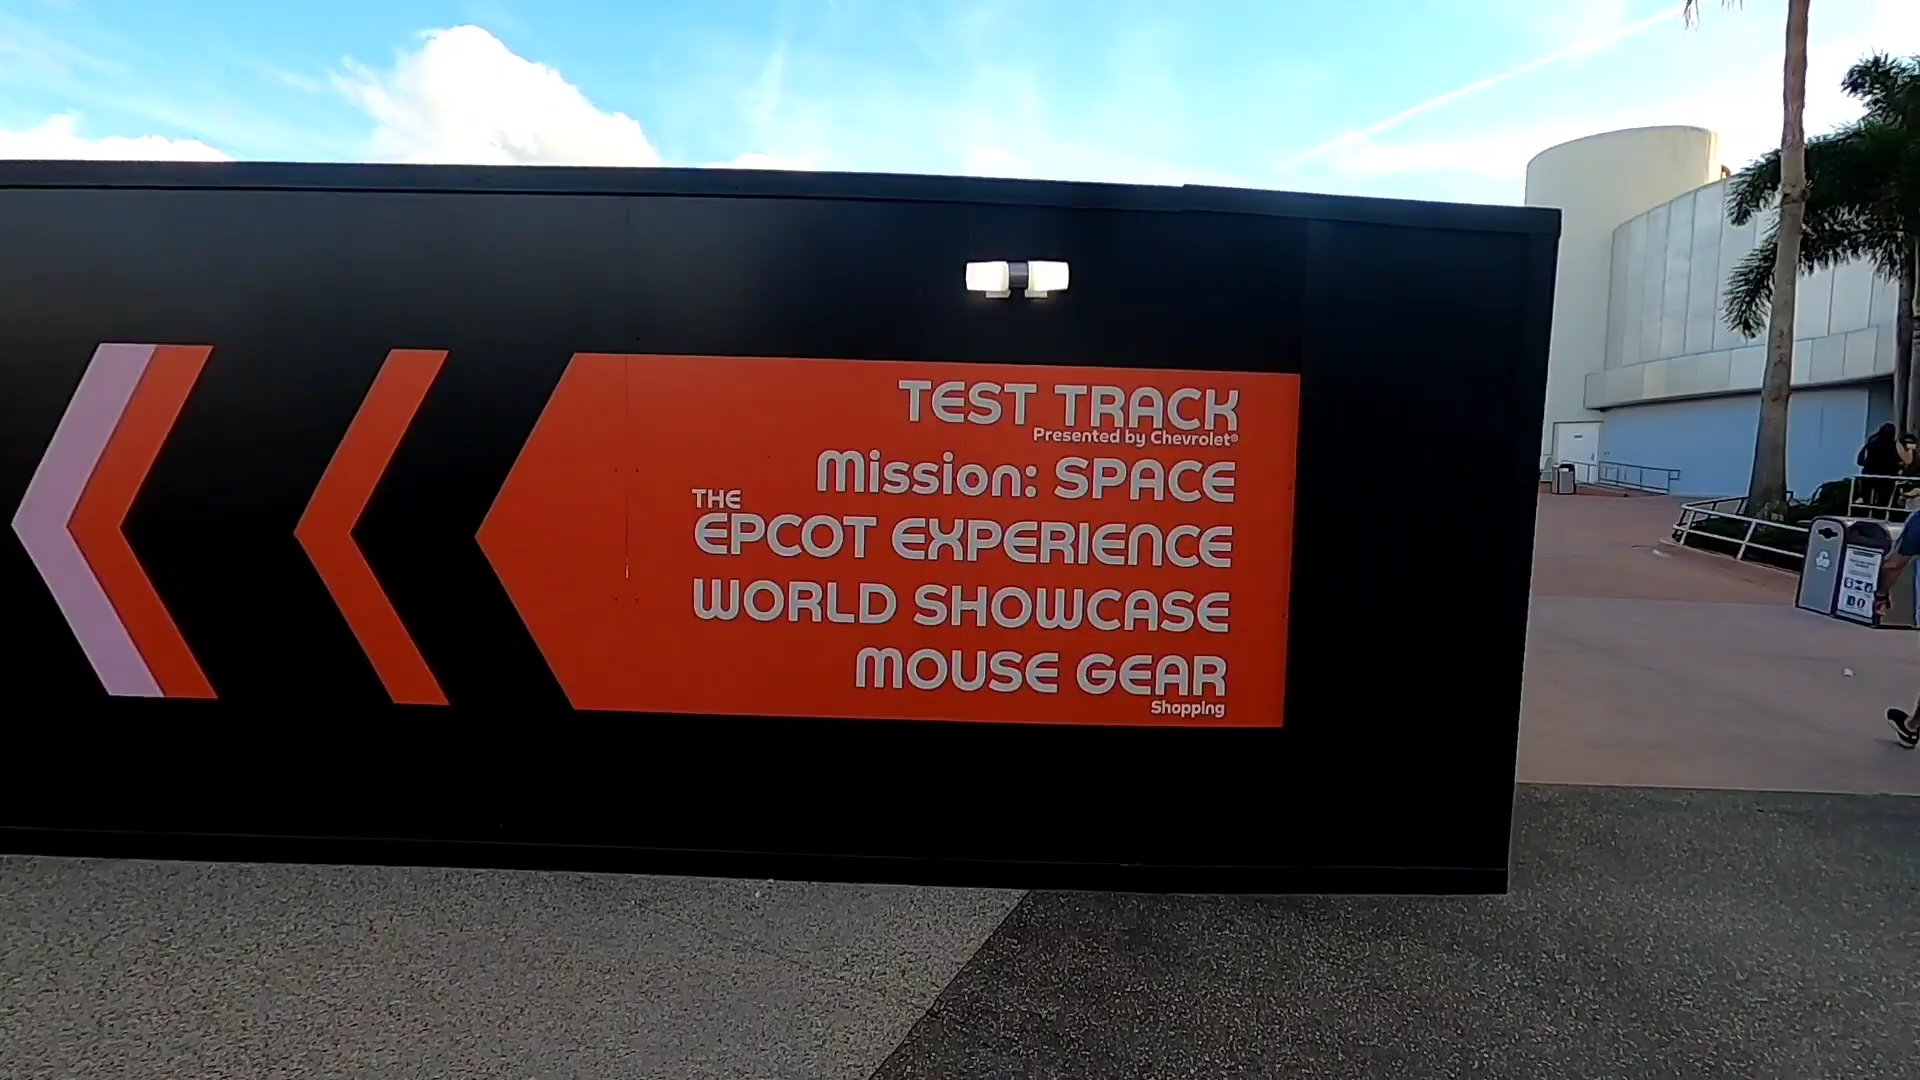 TEST TRACK
Presented by Chevrolet®
Mission: SPACE
THE
EPCOT EXPERIENCE
WORLD SHOWCASE
MOUSE GEAR
Shopping